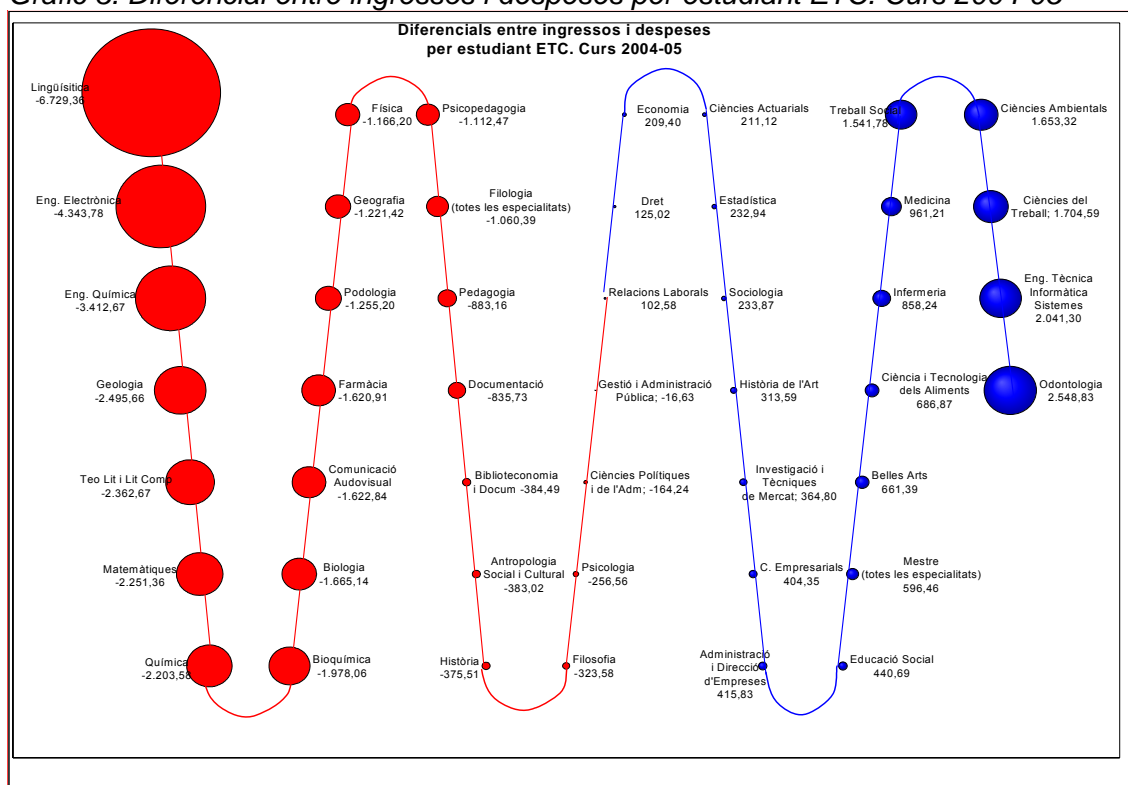 Diferencials entre ingressos i despeses
per estudiant ETC. Curs 2004-05
Lingüísitica
-6.729,36
Eng. Electrònica
-4.343,78
Eng. Química
-3.412,67
Geologia
-2.495,66
Teo Lit i Lit Comp
-2.362,67
Matemàtiques
-2.251,36
Química
-2.203,58
Bioquímica
-1.978,06
Biologia
-1.665,14
Comunicació
Audovisual
-1.622,84
Farmàcia
-1.620,91
Podologia
-1.255,20
Geografia
-1.221,42
Física
-1.166,20
Psicopedagogia
-1.112,47
Filologia
(totes les especialitats)
-1.060,39
Pedagogia
-883,16
Documentació
-835,73
Biblioteconomia
i Docum -384,49
Antropologia
Social i Cultural
-383,02
Història
-375,51
Filosofia
-323,58
Psicologia
-256,56
Ciències Polítiques
i de l'Adm; -164,24
Gestió i Administració
Pública; -16,63
Relacions Laborals
102,58
Dret
125,02
Economia
209,40
Ciències Actuarials
211,12
Estadística
232,94
Sociologia
233,87
Història de l'Art
313,59
Investigació i
Tècniques
de Mercat; 364,80
C. Empresarials
404,35
Administració
i Direcció
d'Empreses
415,83
Educació Social
440,69
Mestre
(totes les especialitats)
596,46
Belles Arts
661,39
Ciència i Tecnologia
dels Aliments
686,87
Infermeria
858,24
Medicina
961,21
Treball Social
1.541,78
Ciències Ambientals
1.653,32
Ciències del
Treball; 1.704,59
Eng. Tècnica
Informàtica
Sistemes
2.041,30
Odontologia
2.548,83